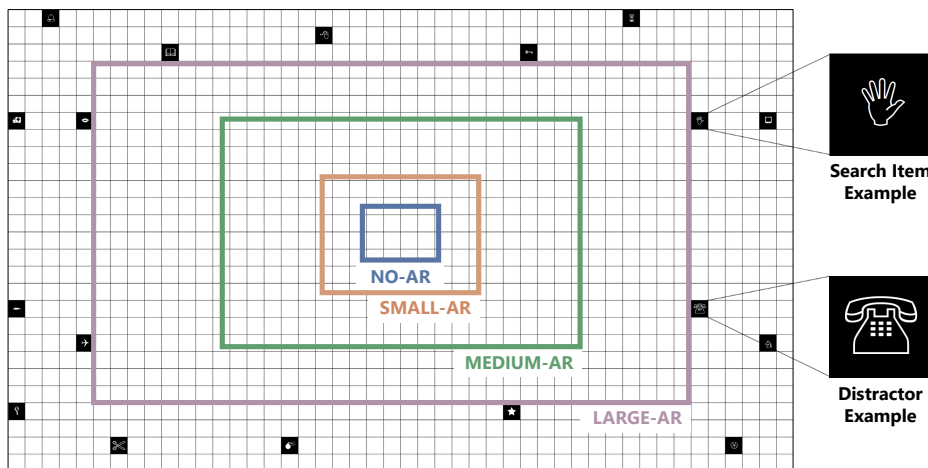 NO-AR
SMALL-AR
MEDIUM-AR
LARGE-AR
Search Item
Example
Distractor
Example